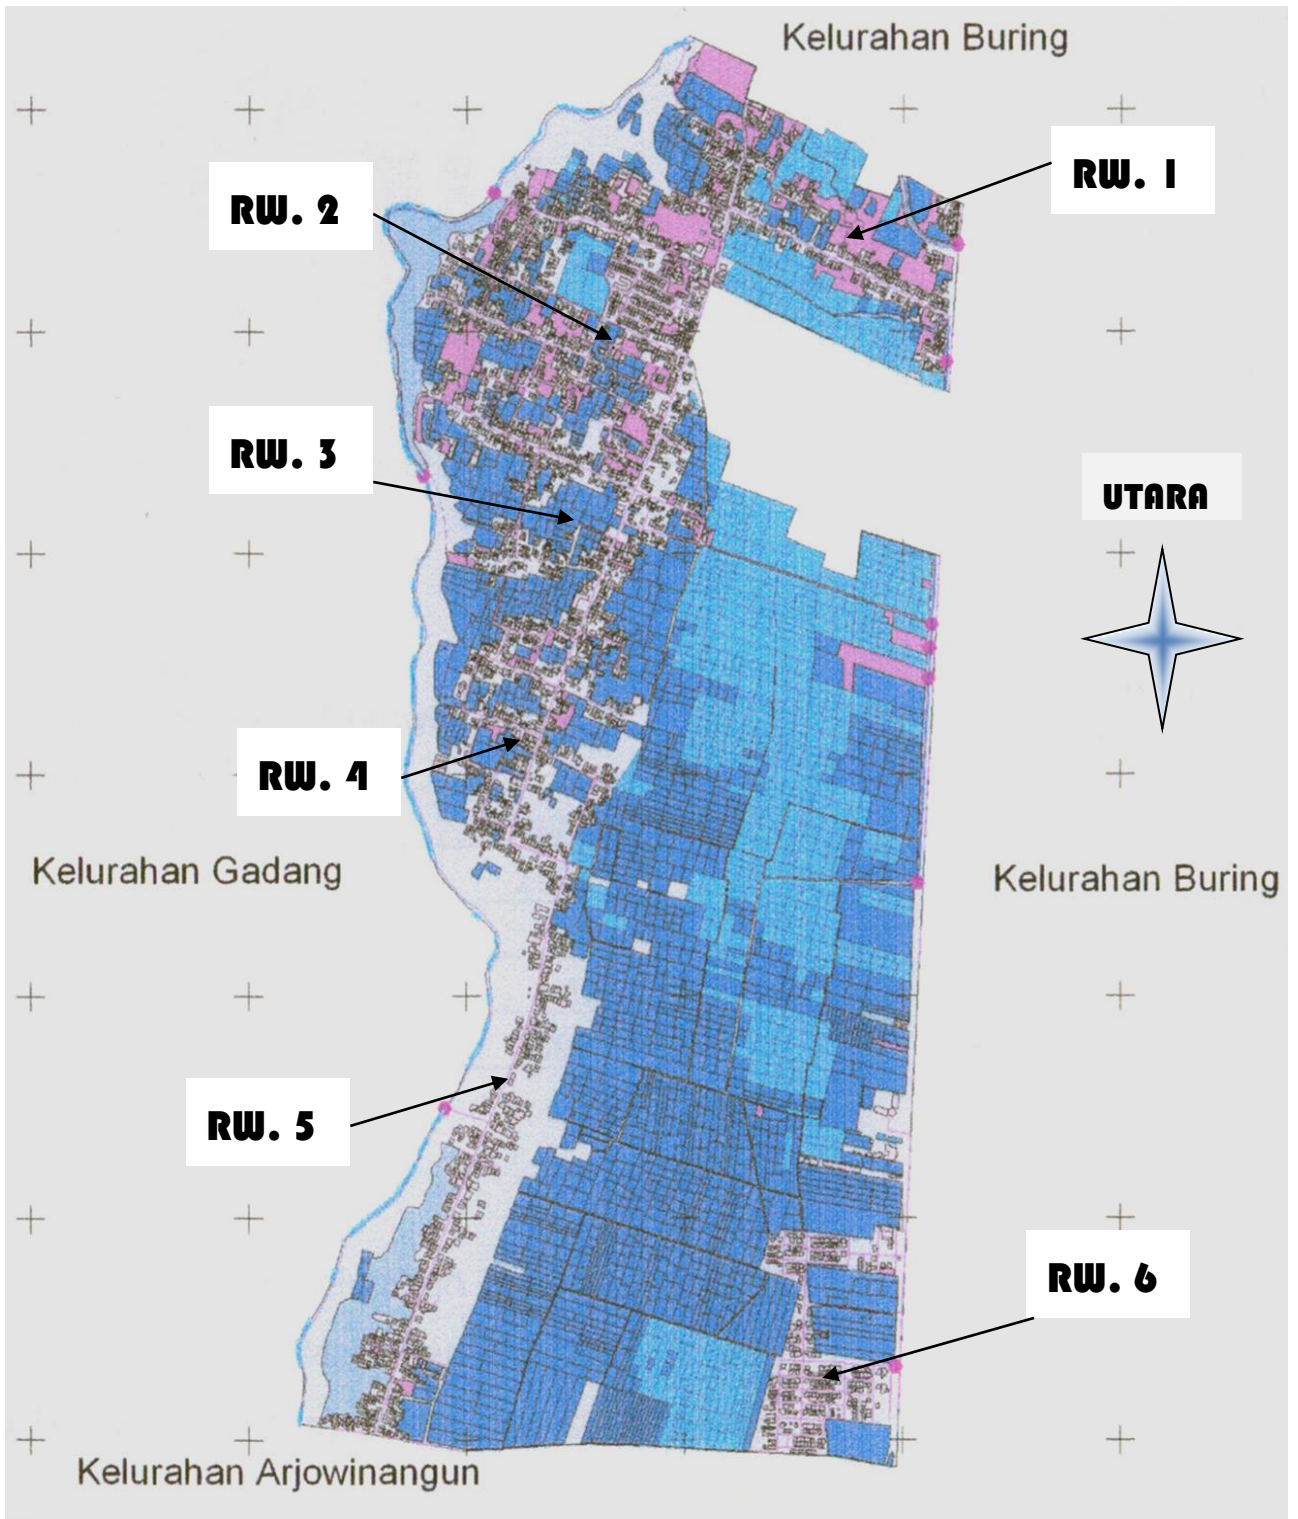 Kelurahan Buring
RW. 1
RW. 2
RW. 3
UTARA
RW. 4
Kelurahan Gadang
Kelurahan Buring
RW. 5
RW. 6
Kelurahan Arjowinangun